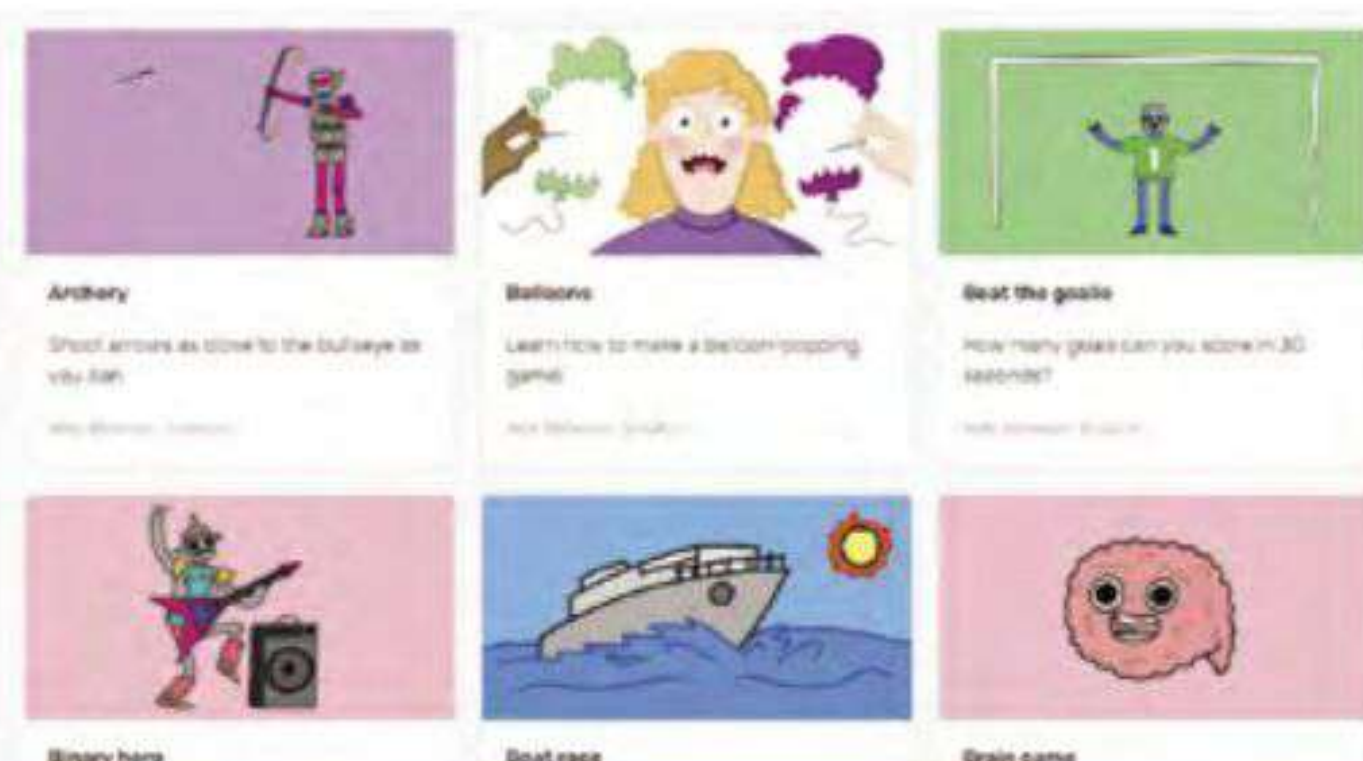 Archery
Shoot arrows as close to the bullseye as
you can
Balloons
Learn how to make a balloon-popping
game!
Beat the goalie
How many goals can you score in 30
seconds?
1
Binary hero
Boat race
Brain game